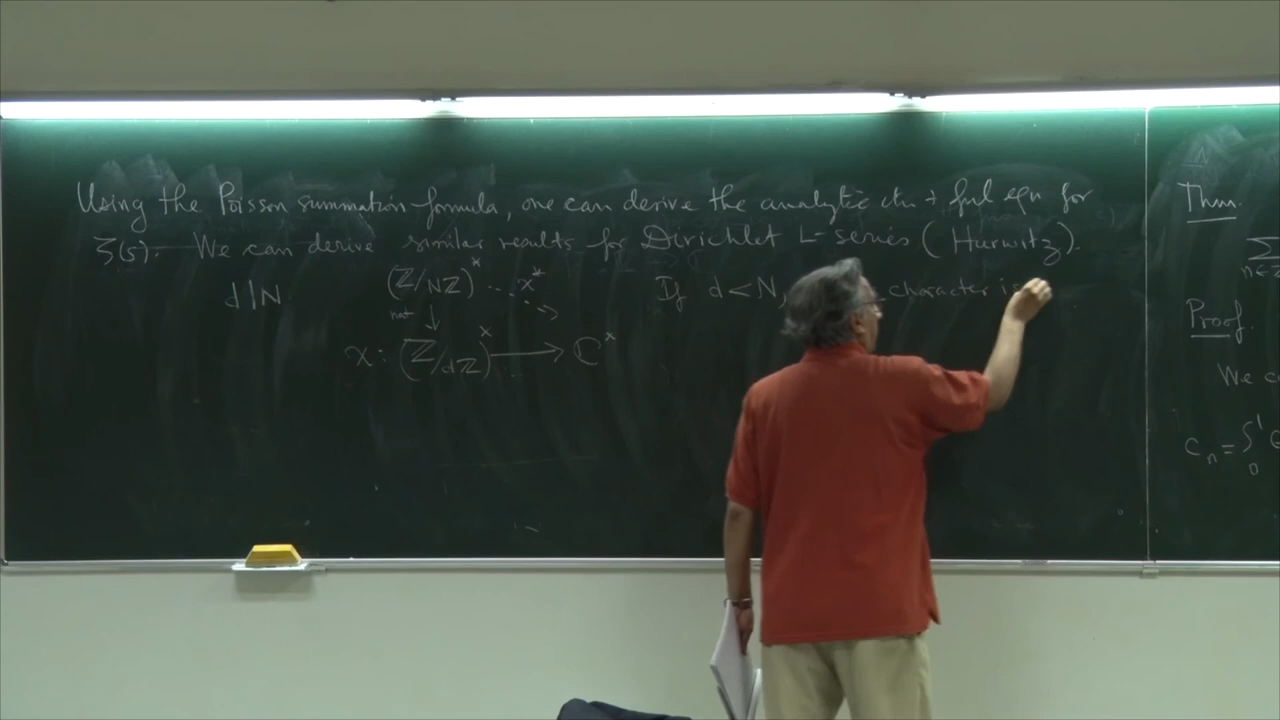 Using the Poisson summation formula, one can derive the analytic ctn + fnl eqn for
ζ(s). We can derive similar results for Dirichlet L-series (Hurwitz).
d|N
(ℤ/Nℤ)* χ*
nat ↓
χ: (ℤ/dℤ)^× ⟶ ℂ^×
If d < N, character is
Thm.
Σ
Proof.
We
c_n = ∫_0^1